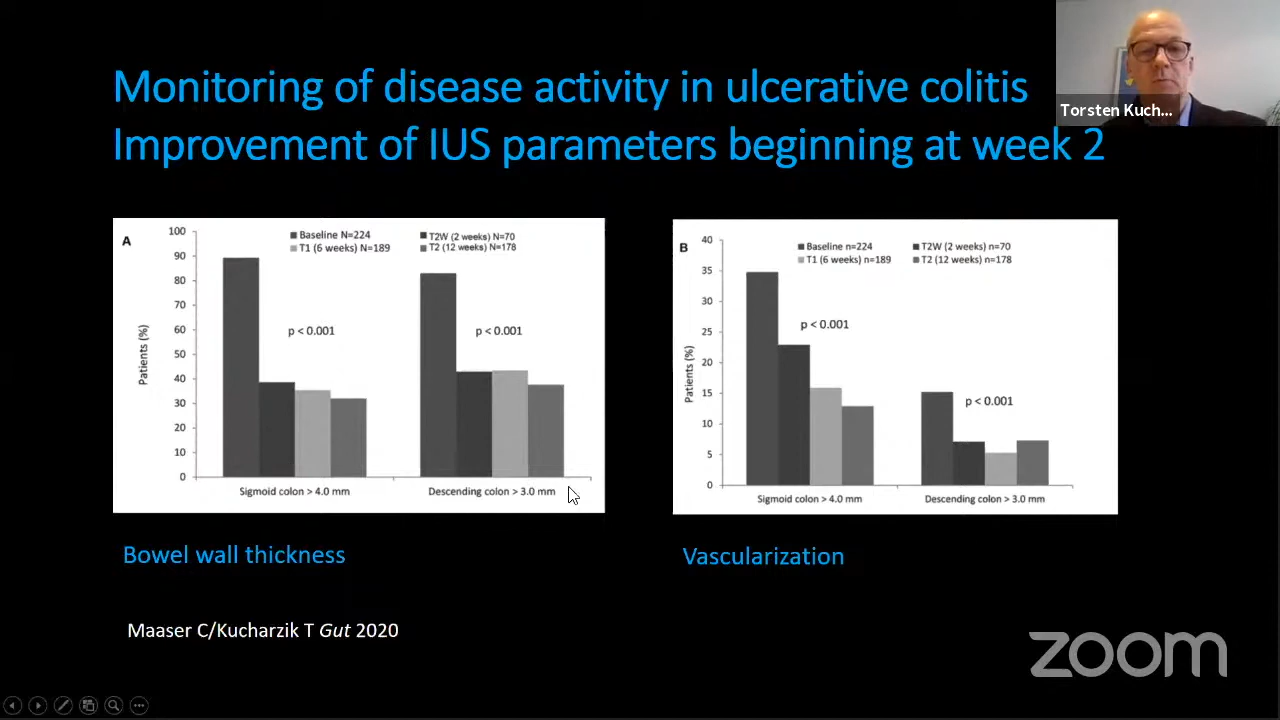 Monitoring of disease activity in ulcerative colitis
Improvement of IUS parameters beginning at week 2
Torsten Kuch...
A
Baseline N=224
T2W (2 weeks) N=70
T1 (6 weeks) N=189
T2 (12 weeks) N=178
Patients (%)
100
90
80
70
60
50
40
30
20
10
0
p < 0.001
p < 0.001
Sigmoid colon > 4.0 mm
Descending colon > 3.0 mm
B
Baseline n=224
T2W (2 weeks) n=70
T1 (6 weeks) n=189
T2 (12 weeks) n=178
Patients (%)
40
35
30
25
20
15
10
5
0
p < 0.001
p < 0.001
Sigmoid colon > 4.0 mm
Descending colon > 3.0 mm
Bowel wall thickness
Vascularization
Maaser C/Kucharzik T Gut 2020
zoom